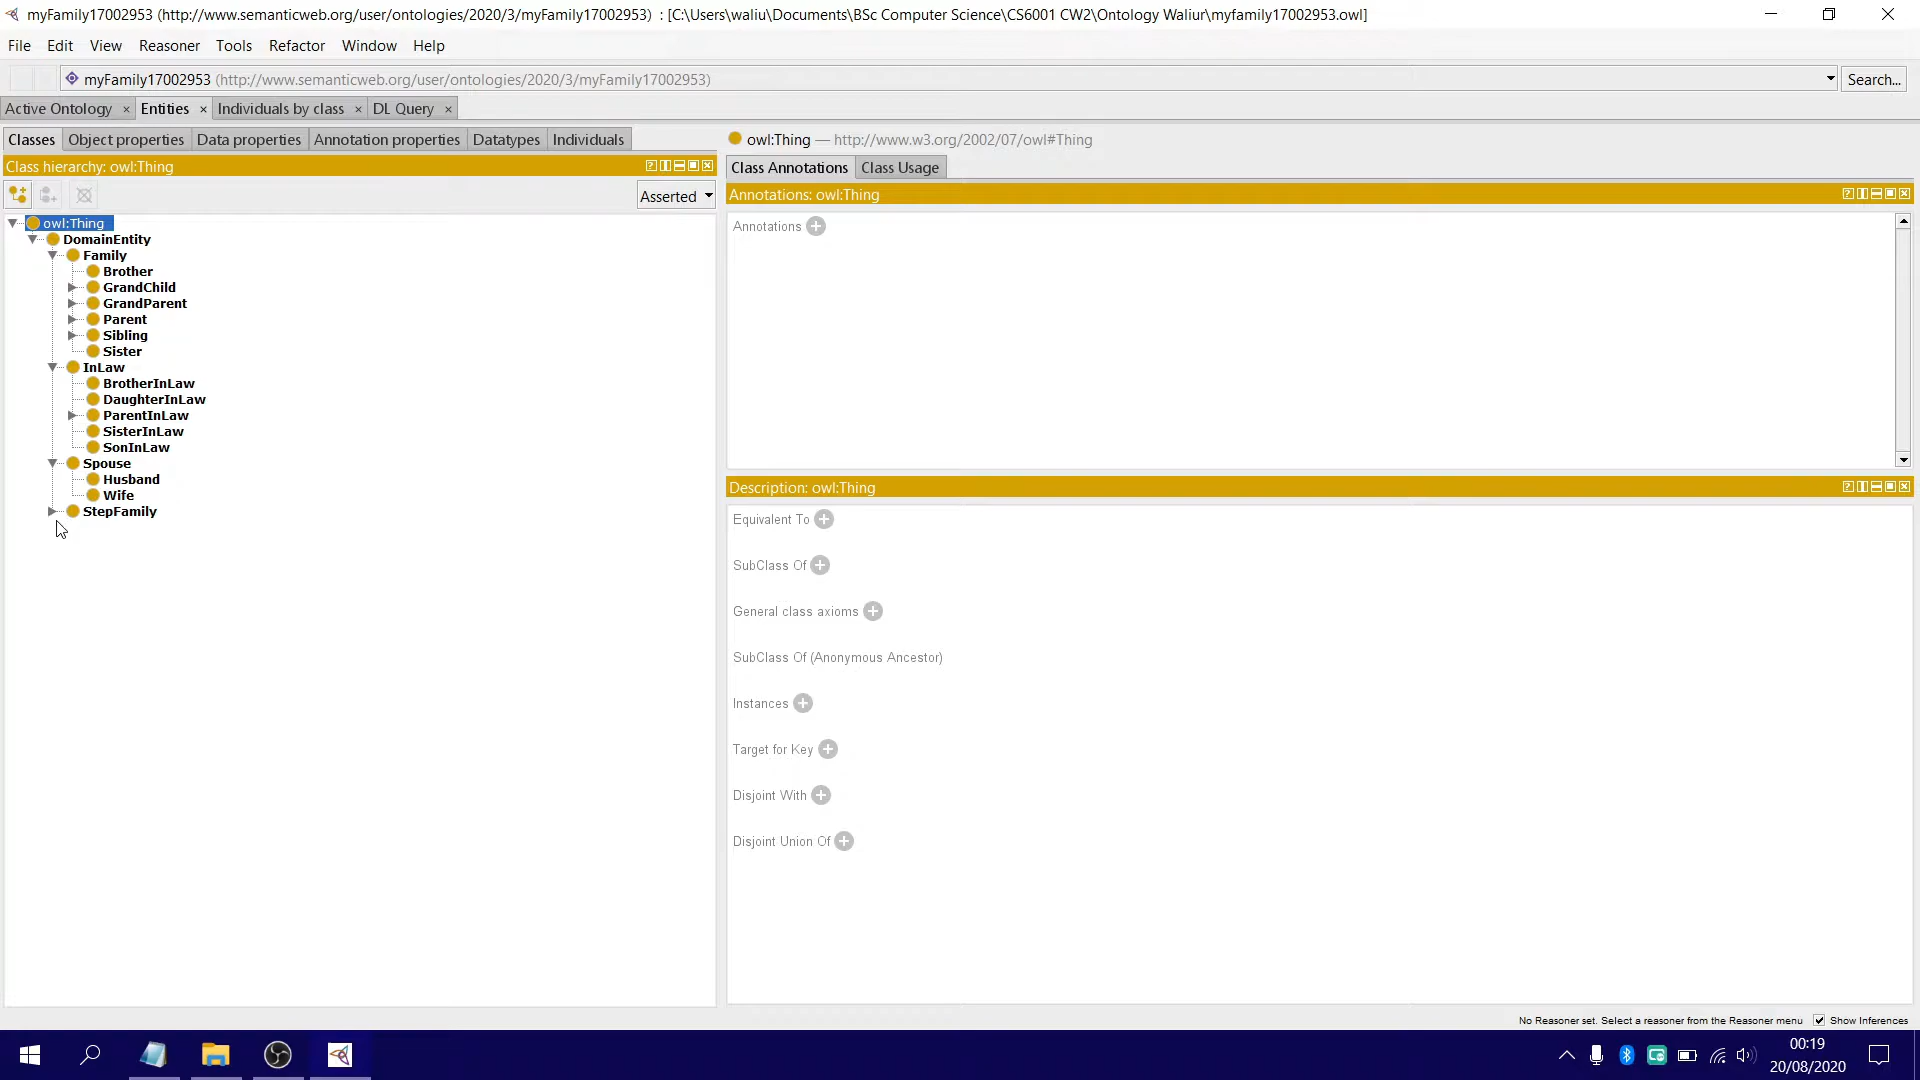 myFamily17002953 (http://www.semanticweb.org/user/ontologies/2020/3/myFamily17002953) : [C:\Users\waliu\Documents\BSc Computer Science\CS6001 CW2\Ontology Waliur\myfamily17002953.owl]
File Edit View Reasoner Tools Refactor Window Help
myFamily17002953 (http://www.semanticweb.org/user/ontologies/2020/3/myFamily17002953)
Search...
Active Ontology × Entities × Individuals by class × DL Query ×
Classes Object properties Data properties Annotation properties Datatypes Individuals
Class hierarchy: owl:Thing
Asserted
owl:Thing
DomainEntity
Family
Brother
GrandChild
GrandParent
Parent
Sibling
Sister
InLaw
BrotherInLaw
DaughterInLaw
ParentInLaw
SisterInLaw
SonInLaw
Spouse
Husband
Wife
StepFamily
owl:Thing — http://www.w3.org/2002/07/owl#Thing
Class Annotations Class Usage
Annotations: owl:Thing
Annotations
Description: owl:Thing
Equivalent To
SubClass Of
General class axioms
SubClass Of (Anonymous Ancestor)
Instances
Target for Key
Disjoint With
Disjoint Union Of
No Reasoner set. Select a reasoner from the Reasoner menu Show Inferences
00:19
20/08/2020